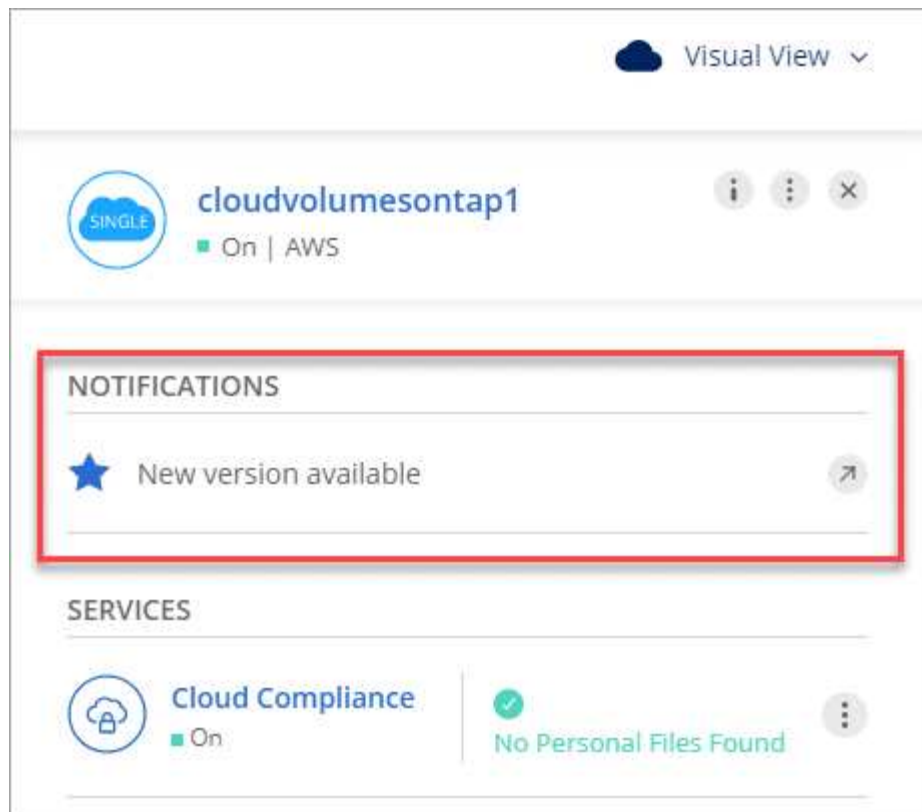 Visual View
SINGLE
cloudvolumesontap1
On | AWS
NOTIFICATIONS
New version available
SERVICES
Cloud Compliance
On
No Personal Files Found